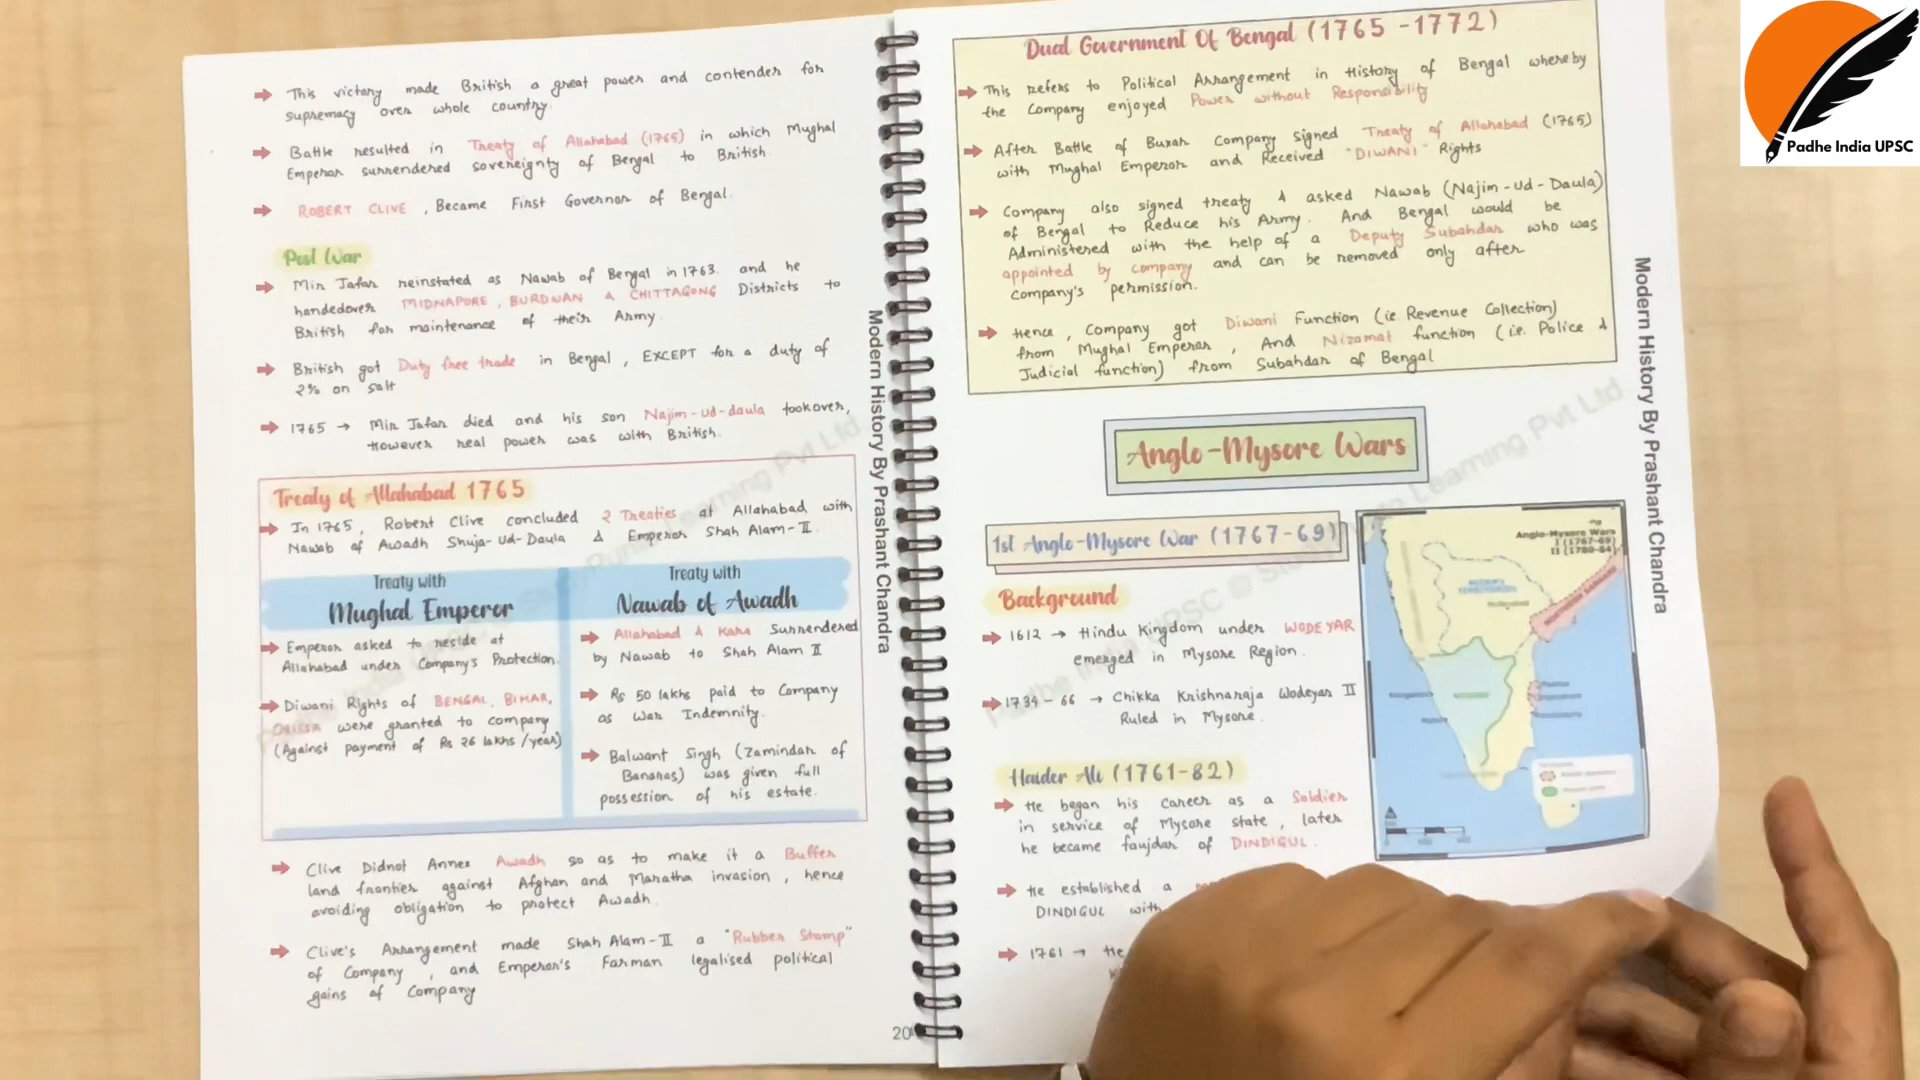 This victory made British a great power and contender for
supremacy over whole country.
Battle resulted in Treaty of Allahabad (1765) in which Mughal
Emperor surrendered sovereignty of Bengal to British
ROBERT CLIVE , Became First Governor of Bengal.
Post War
Mir Jafar reinstated as Nawab of Bengal in 1763. and he
handedover MIDNAPORE, BURDWAN & CHITTAGONG Districts to
British for maintenance of their Army.
British got Duty free trade in Bengal , EXCEPT for a duty of
2% on salt
1765 → Mir Jafar died and his son Najim-ud-daula tookover,
However real power was with British.
Treaty of Allahabad 1765
In 1765, Robert Clive concluded 2 Treaties at Allahabad with
Nawab of Awadh Shuja-Ud-Daula & Emperor Shah Alam-II.
Treaty with
Mughal Emperor
Emperor asked to reside at
Allahabad under Company's Protection.
Diwani Rights of BENGAL, BIHAR,
ORISSA were granted to company
(Against payment of Rs 26 lakhs/year)
Treaty with
Nawab of Awadh
Allahabad & Kara Surrendered
by Nawab to Shah Alam II
Rs 50 lakhs paid to Company
as War Indemnity.
Balwant Singh (Zamindar of
Banaras) was given full
possession of his estate.
Clive Didnot Annex Awadh so as to make it a Buffer
land frontier against Afghan and Maratha invasion , hence
avoiding obligation to protect Awadh.
Clive's Arrangement made Shah Alam-II a "Rubber Stamp"
of Company , and Emperor's Farman legalised political
gains of Company
20
Modern History By Prashant Chandra
Dual Government Of Bengal (1765 -1772)
This refers to Political Arrangement in History of Bengal whereby
the Company enjoyed Power without Responsibility
After Battle of Buxar Company signed Treaty of Allahabad (1765)
with Mughal Emperor and Received "DIWANI" Rights
Company also signed treaty & asked Nawab (Najim-Ud-Daula)
of Bengal to Reduce his Army. And Bengal would be
Administered with the help of a Deputy Subahdar who was
appointed by company and can be removed only after
company's permission.
Hence , Company got Diwani Function (ie Revenue Collection)
from Mughal Emperor , And Nizamat function (i.e. Police &
Judicial function) from Subahdar of Bengal
Anglo-Mysore Wars
1st Anglo-Mysore War (1767-69)
Background
1612 → Hindu Kingdom under WODEYAR
emerged in Mysore Region.
1734-66 → Chikka Krishnaraja Wodeyar II
Ruled in Mysore.
Haider Ali (1761-82)
He began his career as a Soldier
in service of Mysore state, later
he became faujdar of DINDIGUL.
He established a
DINDIGUL with
1761 → He
Anglo-Mysore Wars
I (1767-69)
II (1780-84)
Modern History By Prashant Chandra
Padhe India UPSC